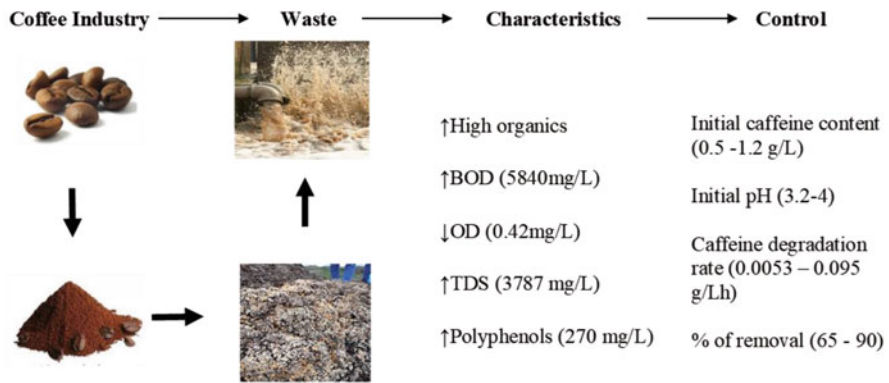 Coffee Industry Waste Characteristics Control
↑High organics
↑BOD (5840mg/L)
↓OD (0.42mg/L)
↑TDS (3787 mg/L)
↑Polyphenols (270 mg/L)
Initial caffeine content
(0.5 -1.2 g/L)
Initial pH (3.2-4)
Caffeine degradation
rate (0.0053 – 0.095
g/Lh)
% of removal (65 - 90)